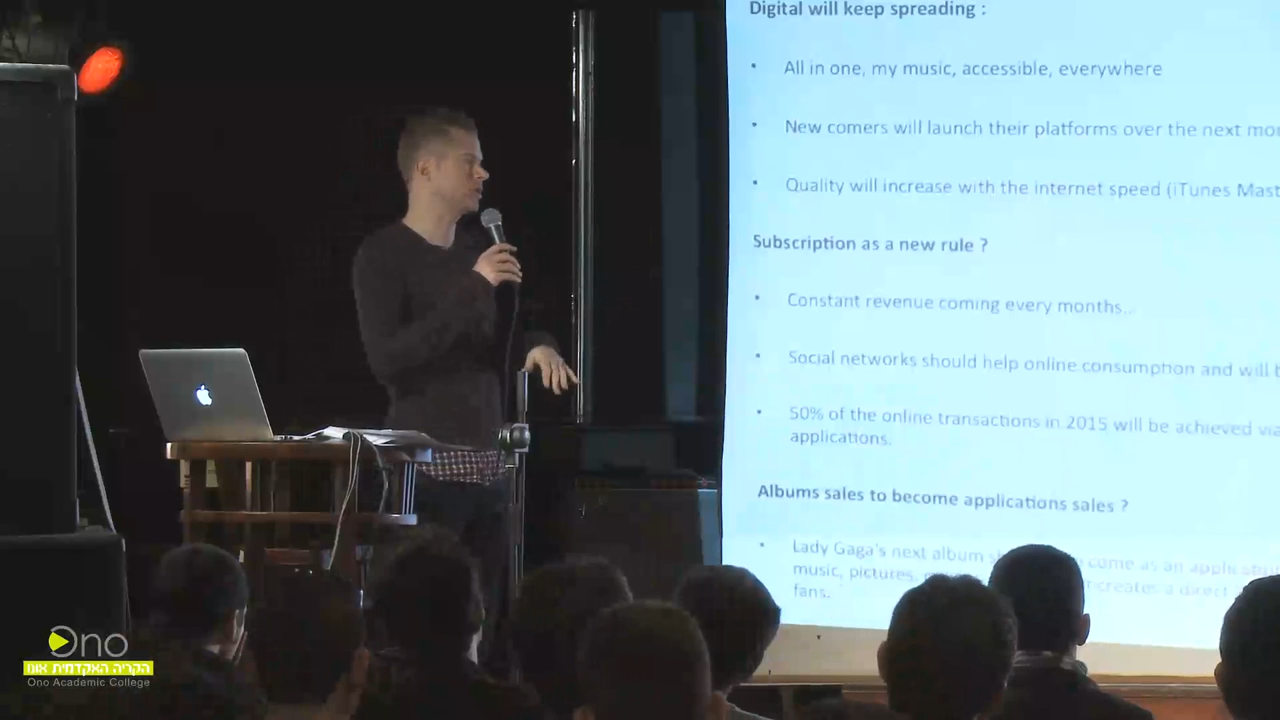 Digital will keep spreading :
• All in one, my music, accessible, everywhere
• New comers will launch their platforms over the next
• Quality will increase with the internet speed (iTunes
Subscription as a new rule ?
• Constant revenue coming every months...
• Social networks should help online consumption and will
• 50% of the online transactions in 2015 will be achieved via
applications.
Albums sales to become applications sales ?
• Lady Gaga's next album come as an applis
music, pictures, creates a direct
fans.
Ono
הקריה האקדמית אונו
Ono Academic College